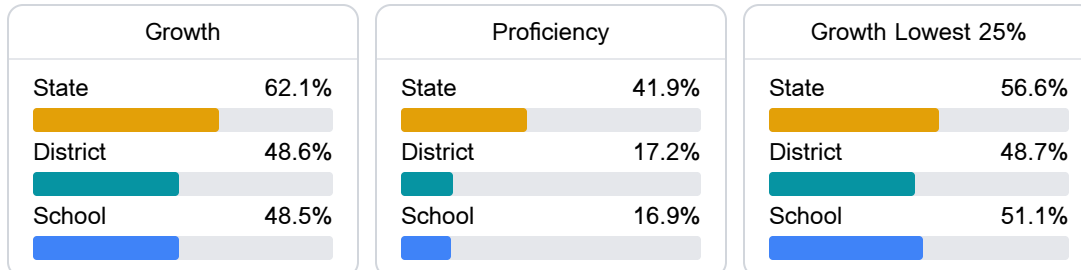 Growth
State 62.1%
District 48.6%
School 48.5%
Proficiency
State 41.9%
District 17.2%
School 16.9%
Growth Lowest 25%
State 56.6%
District 48.7%
School 51.1%